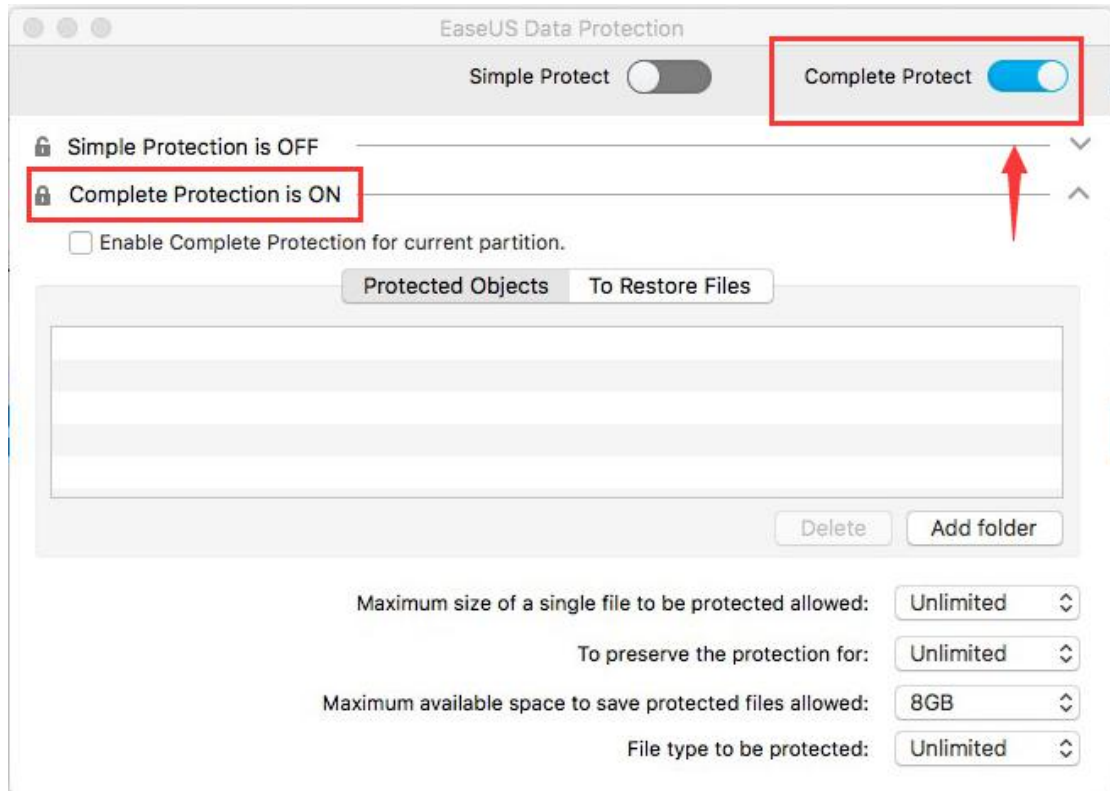 EaseUS Data Protection
Simple Protect
Complete Protect
Simple Protection is OFF
Complete Protection is ON
Enable Complete Protection for current partition.
Protected Objects
To Restore Files
Delete
Add folder
Maximum size of a single file to be protected allowed: Unlimited
To preserve the protection for: Unlimited
Maximum available space to save protected files allowed: 8GB
File type to be protected: Unlimited